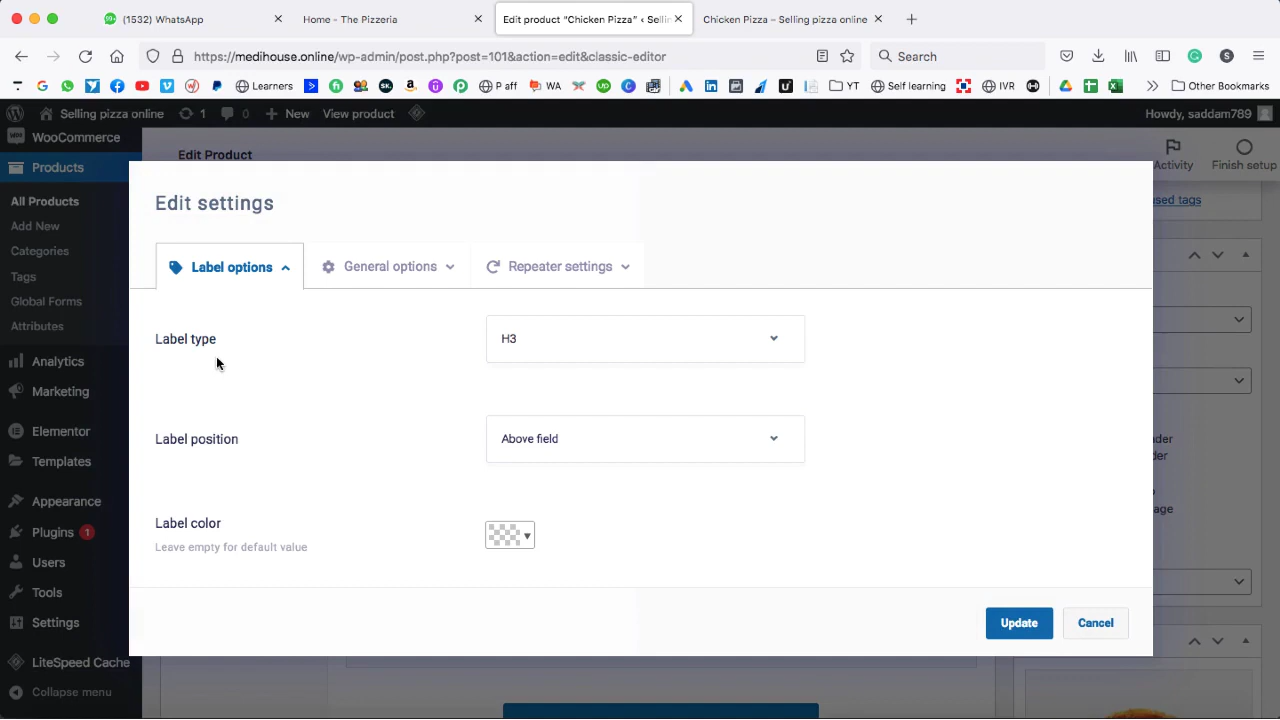 (1532) WhatsApp
Home - The Pizzeria
Edit product “Chicken Pizza” ‹ Sellin
Chicken Pizza – Selling pizza online
https://medihouse.online/wp-admin/post.php?post=101&action=edit&classic-editor
Search
Learners
P aff
WA
YT
Self learning
IVR
Other Bookmarks
Selling pizza online
1
0
New
View product
Howdy, saddam789
WooCommerce
Products
All Products
Add New
Categories
Tags
Global Forms
Attributes
Analytics
Marketing
Elementor
Templates
Appearance
Plugins 1
Users
Tools
Settings
LiteSpeed Cache
Collapse menu
Edit Product
Activity
Finish setup
used tags
Edit settings
Label options
General options
Repeater settings
Label type
H3
Label position
Above field
Label color
Leave empty for default value
Update
Cancel